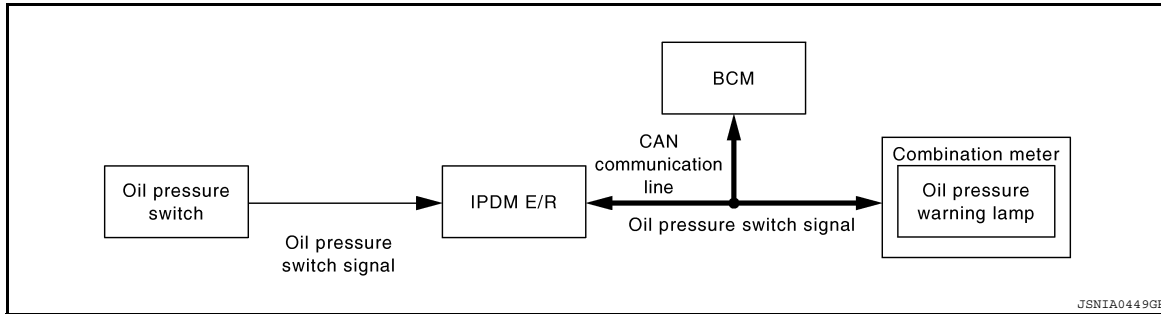 BCM
CAN
communication
line
Combination meter
Oil pressure
switch
IPDM E/R
Oil pressure
warning lamp
Oil pressure switch signal
Oil pressure
switch signal